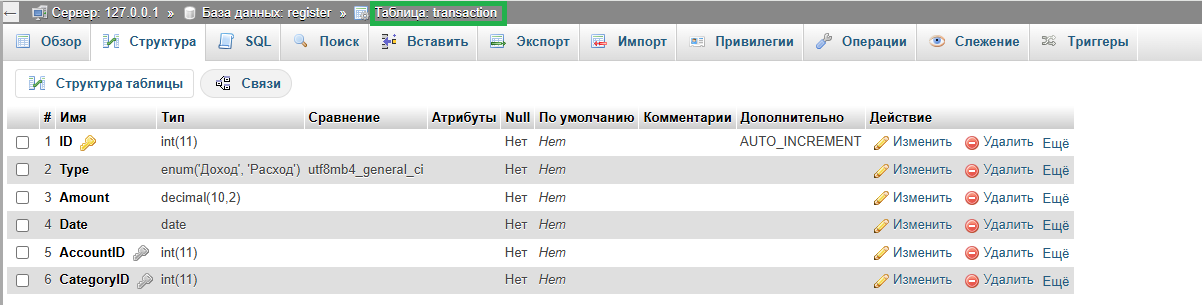 ← Сервер: 127.0.0.1 » База данных: register » Таблица: transaction
Обзор Структура SQL Поиск Вставить Экспорт Импорт Привилегии Операции Слежение Триггеры
Структура таблицы Связи
# Имя Тип Сравнение Атрибуты Null По умолчанию Комментарии Дополнительно Действие
1 ID int(11) Нет Нет AUTO_INCREMENT Изменить Удалить Ещё
2 Type enum('Доход', 'Расход') utf8mb4_general_ci Нет Нет Изменить Удалить Ещё
3 Amount decimal(10,2) Нет Нет Изменить Удалить Ещё
4 Date date Нет Нет Изменить Удалить Ещё
5 AccountID int(11) Нет Нет Изменить Удалить Ещё
6 CategoryID int(11) Нет Нет Изменить Удалить Ещё